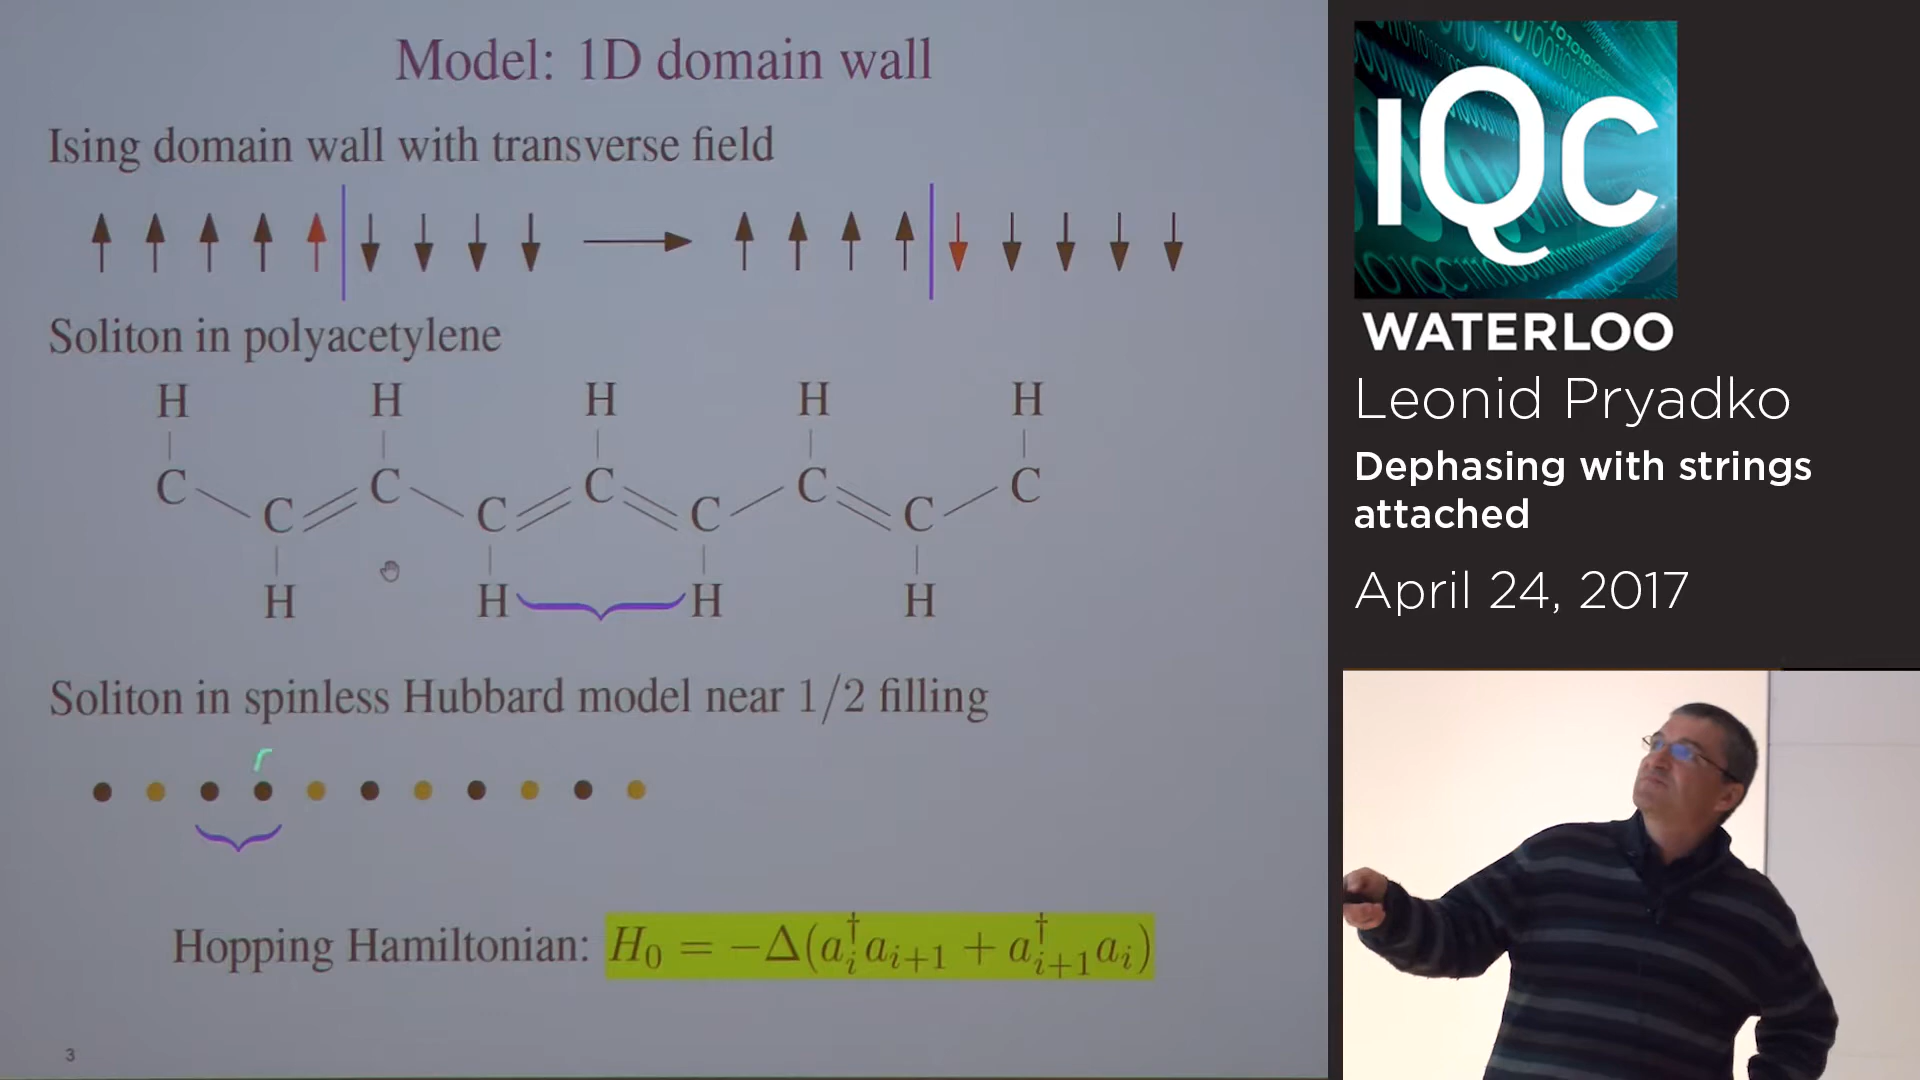 Model: 1D domain wall
Ising domain wall with transverse field
Soliton in polyacetylene
H H H H H
C C C C C
C C C C
H H H H
Soliton in spinless Hubbard model near 1/2 filling
Hopping Hamiltonian: H₀ = −Δ(a†ᵢaᵢ₊₁ + a†ᵢ₊₁aᵢ)
3
IQC
WATERLOO
Leonid Pryadko
Dephasing with strings
attached
April 24, 2017